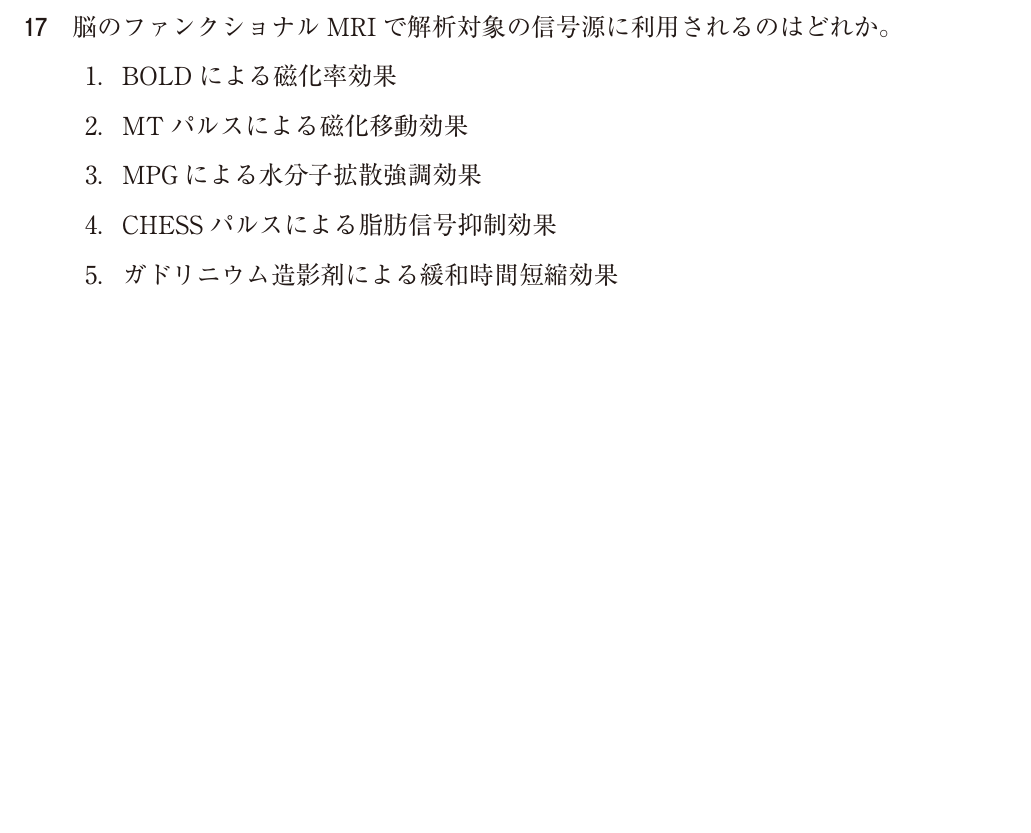 17 脳のファンクショナル MRI で解析対象の信号源に利用されるのはどれか。
1. BOLD による磁化率効果
2. MT パルスによる磁化移動効果
3. MPG による水分子拡散強調効果
4. CHESS パルスによる脂肪信号抑制効果
5. ガドリニウム造影剤による緩和時間短縮効果